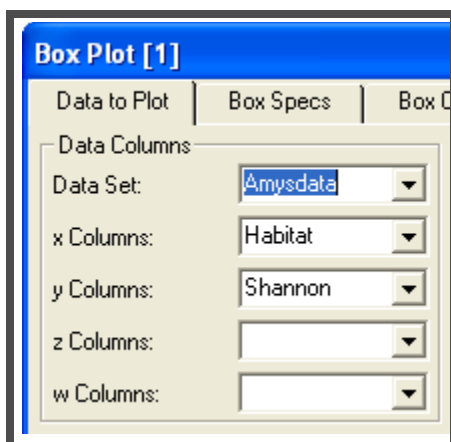 Box Plot [1]
Data to Plot Box Specs Box
Data Columns
Data Set: Amysdata
x Columns: Habitat
y Columns: Shannon
z Columns:
w Columns: